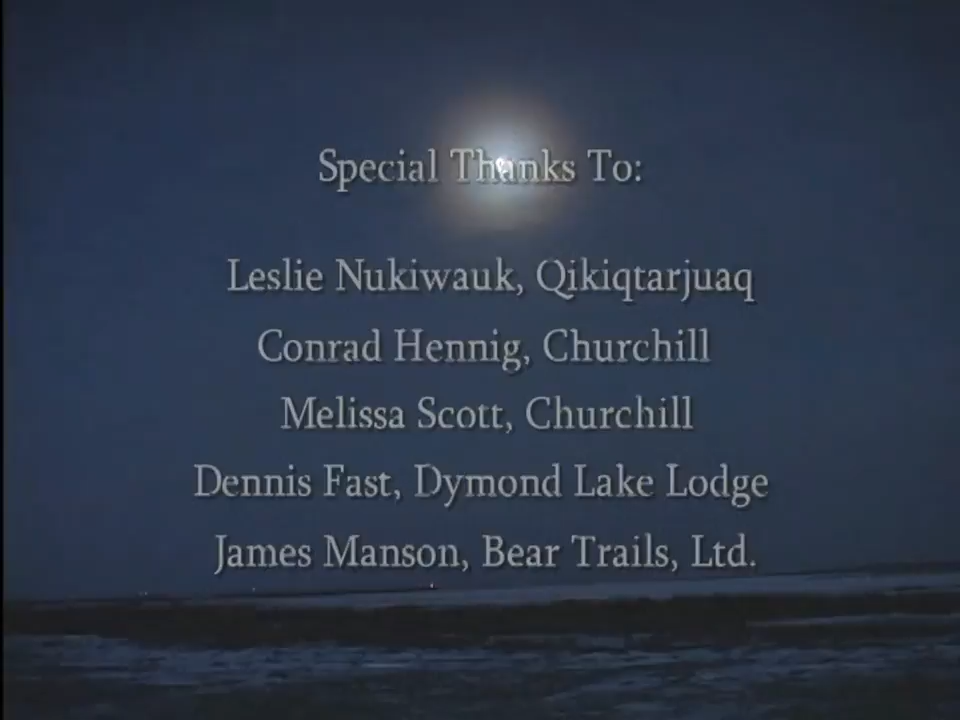 Special Thanks To:
Leslie Nukiwauk, Qikiqtarjuaq
Conrad Hennig, Churchill
Melissa Scott, Churchill
Dennis Fast, Dymond Lake Lodge
James Manson, Bear Trails, Ltd.